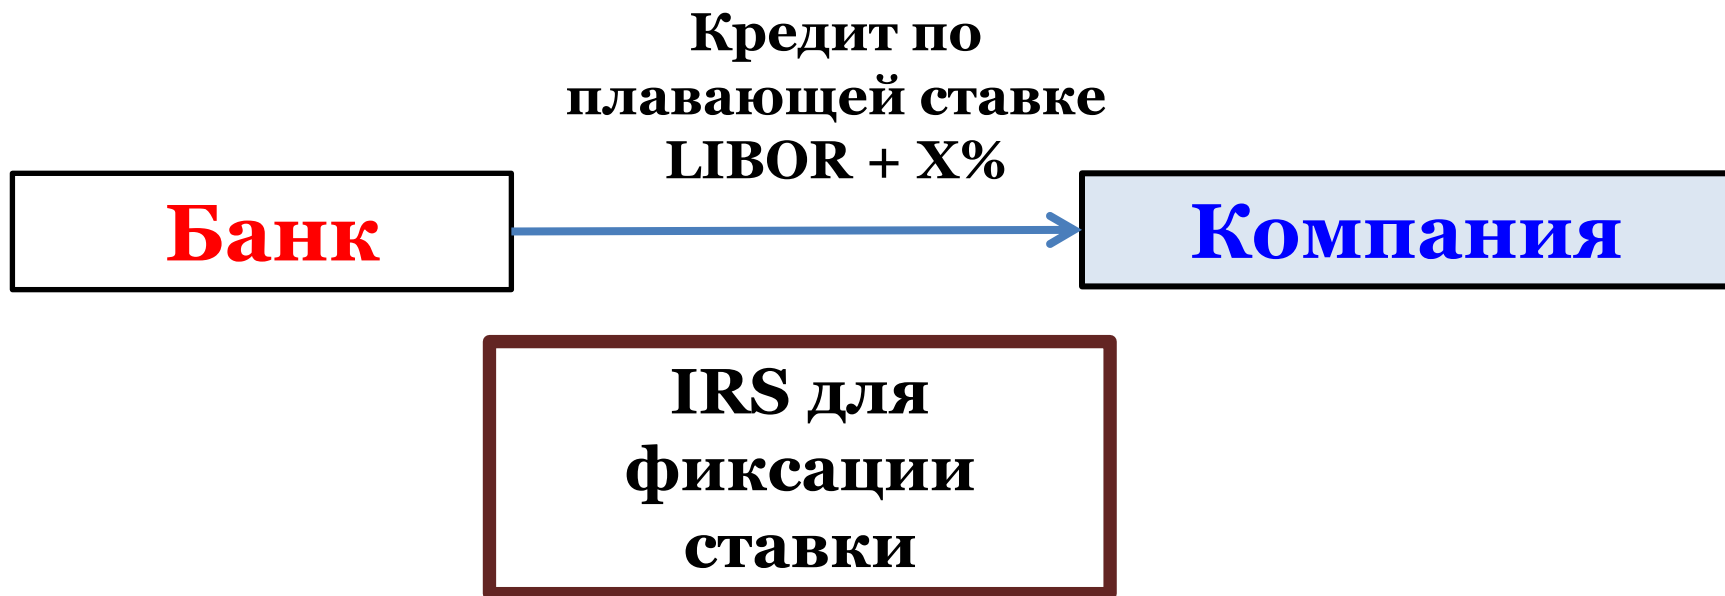 Кредит по
плавающей ставке
LIBOR + X%
Банк
Компания
IRS для
фиксации
ставки